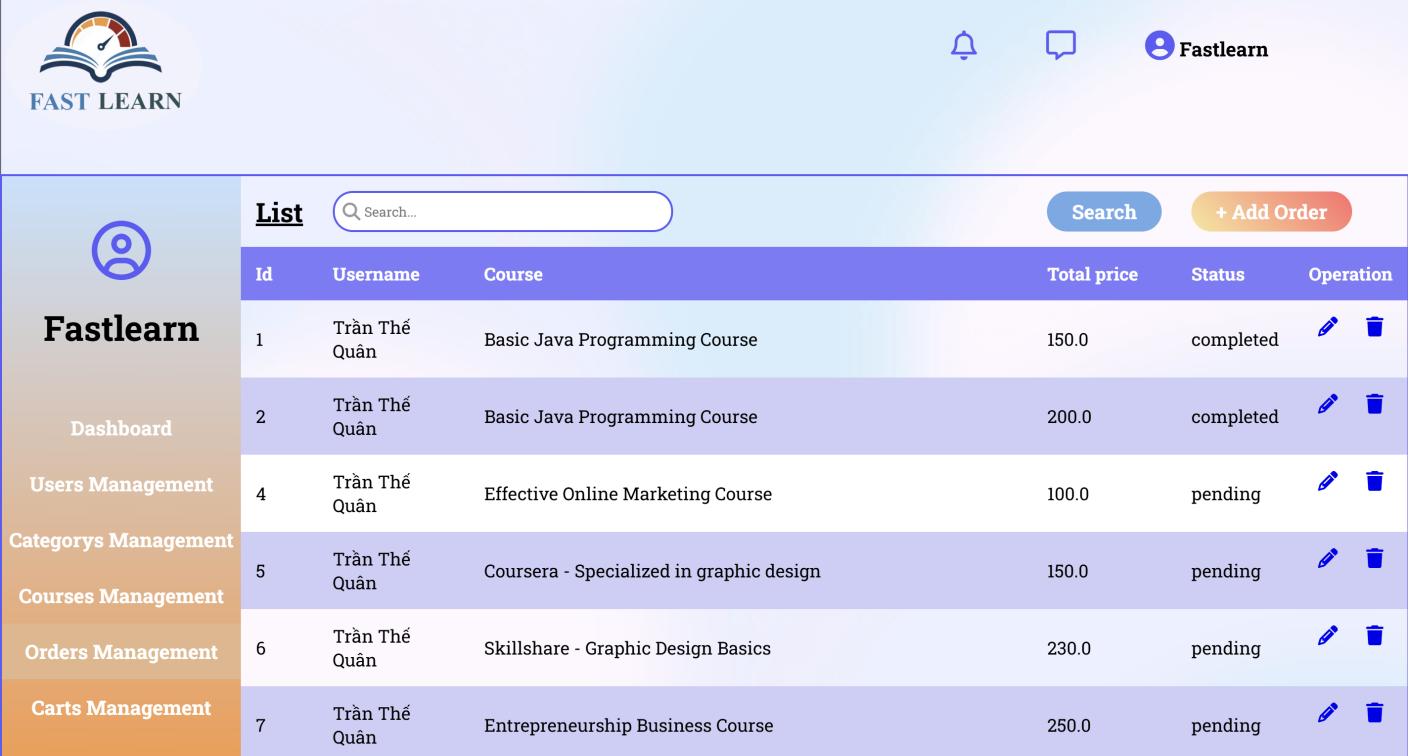 FAST LEARN
Fastlearn
List
Search...
Search
+ Add Order
Fastlearn
Dashboard
Users Management
Categorys Management
Courses Management
Orders Management
Carts Management
Id Username Course Total price Status Operation
1 Trần Thế Quân Basic Java Programming Course 150.0 completed
2 Trần Thế Quân Basic Java Programming Course 200.0 completed
4 Trần Thế Quân Effective Online Marketing Course 100.0 pending
5 Trần Thế Quân Coursera - Specialized in graphic design 150.0 pending
6 Trần Thế Quân Skillshare - Graphic Design Basics 230.0 pending
7 Trần Thế Quân Entrepreneurship Business Course 250.0 pending